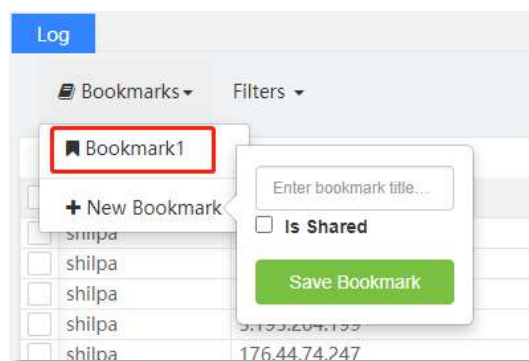 Log
Bookmarks Filters
Bookmark1
Enter bookmark title...
New Bookmark
Is Shared
shilpa
shilpa
Save Bookmark
shilpa
shilpa 5.195.204.199
shilpa 176.44.74.247